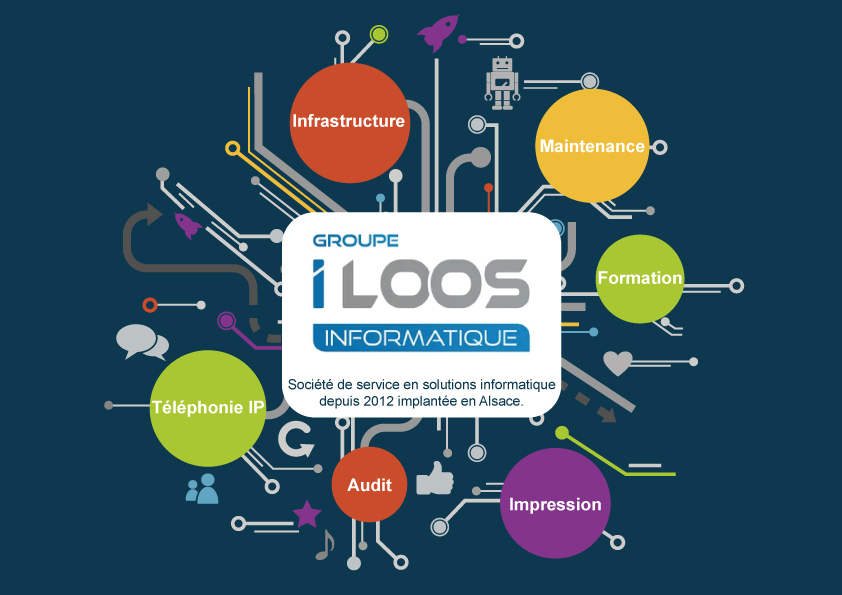 Infrastructure
Maintenance
GROUPE
i LOOS
INFORMATIQUE
Formation
Société de service en solutions informatique
depuis 2012 implantée en Alsace.
Téléphonie IP
Audit
Impression